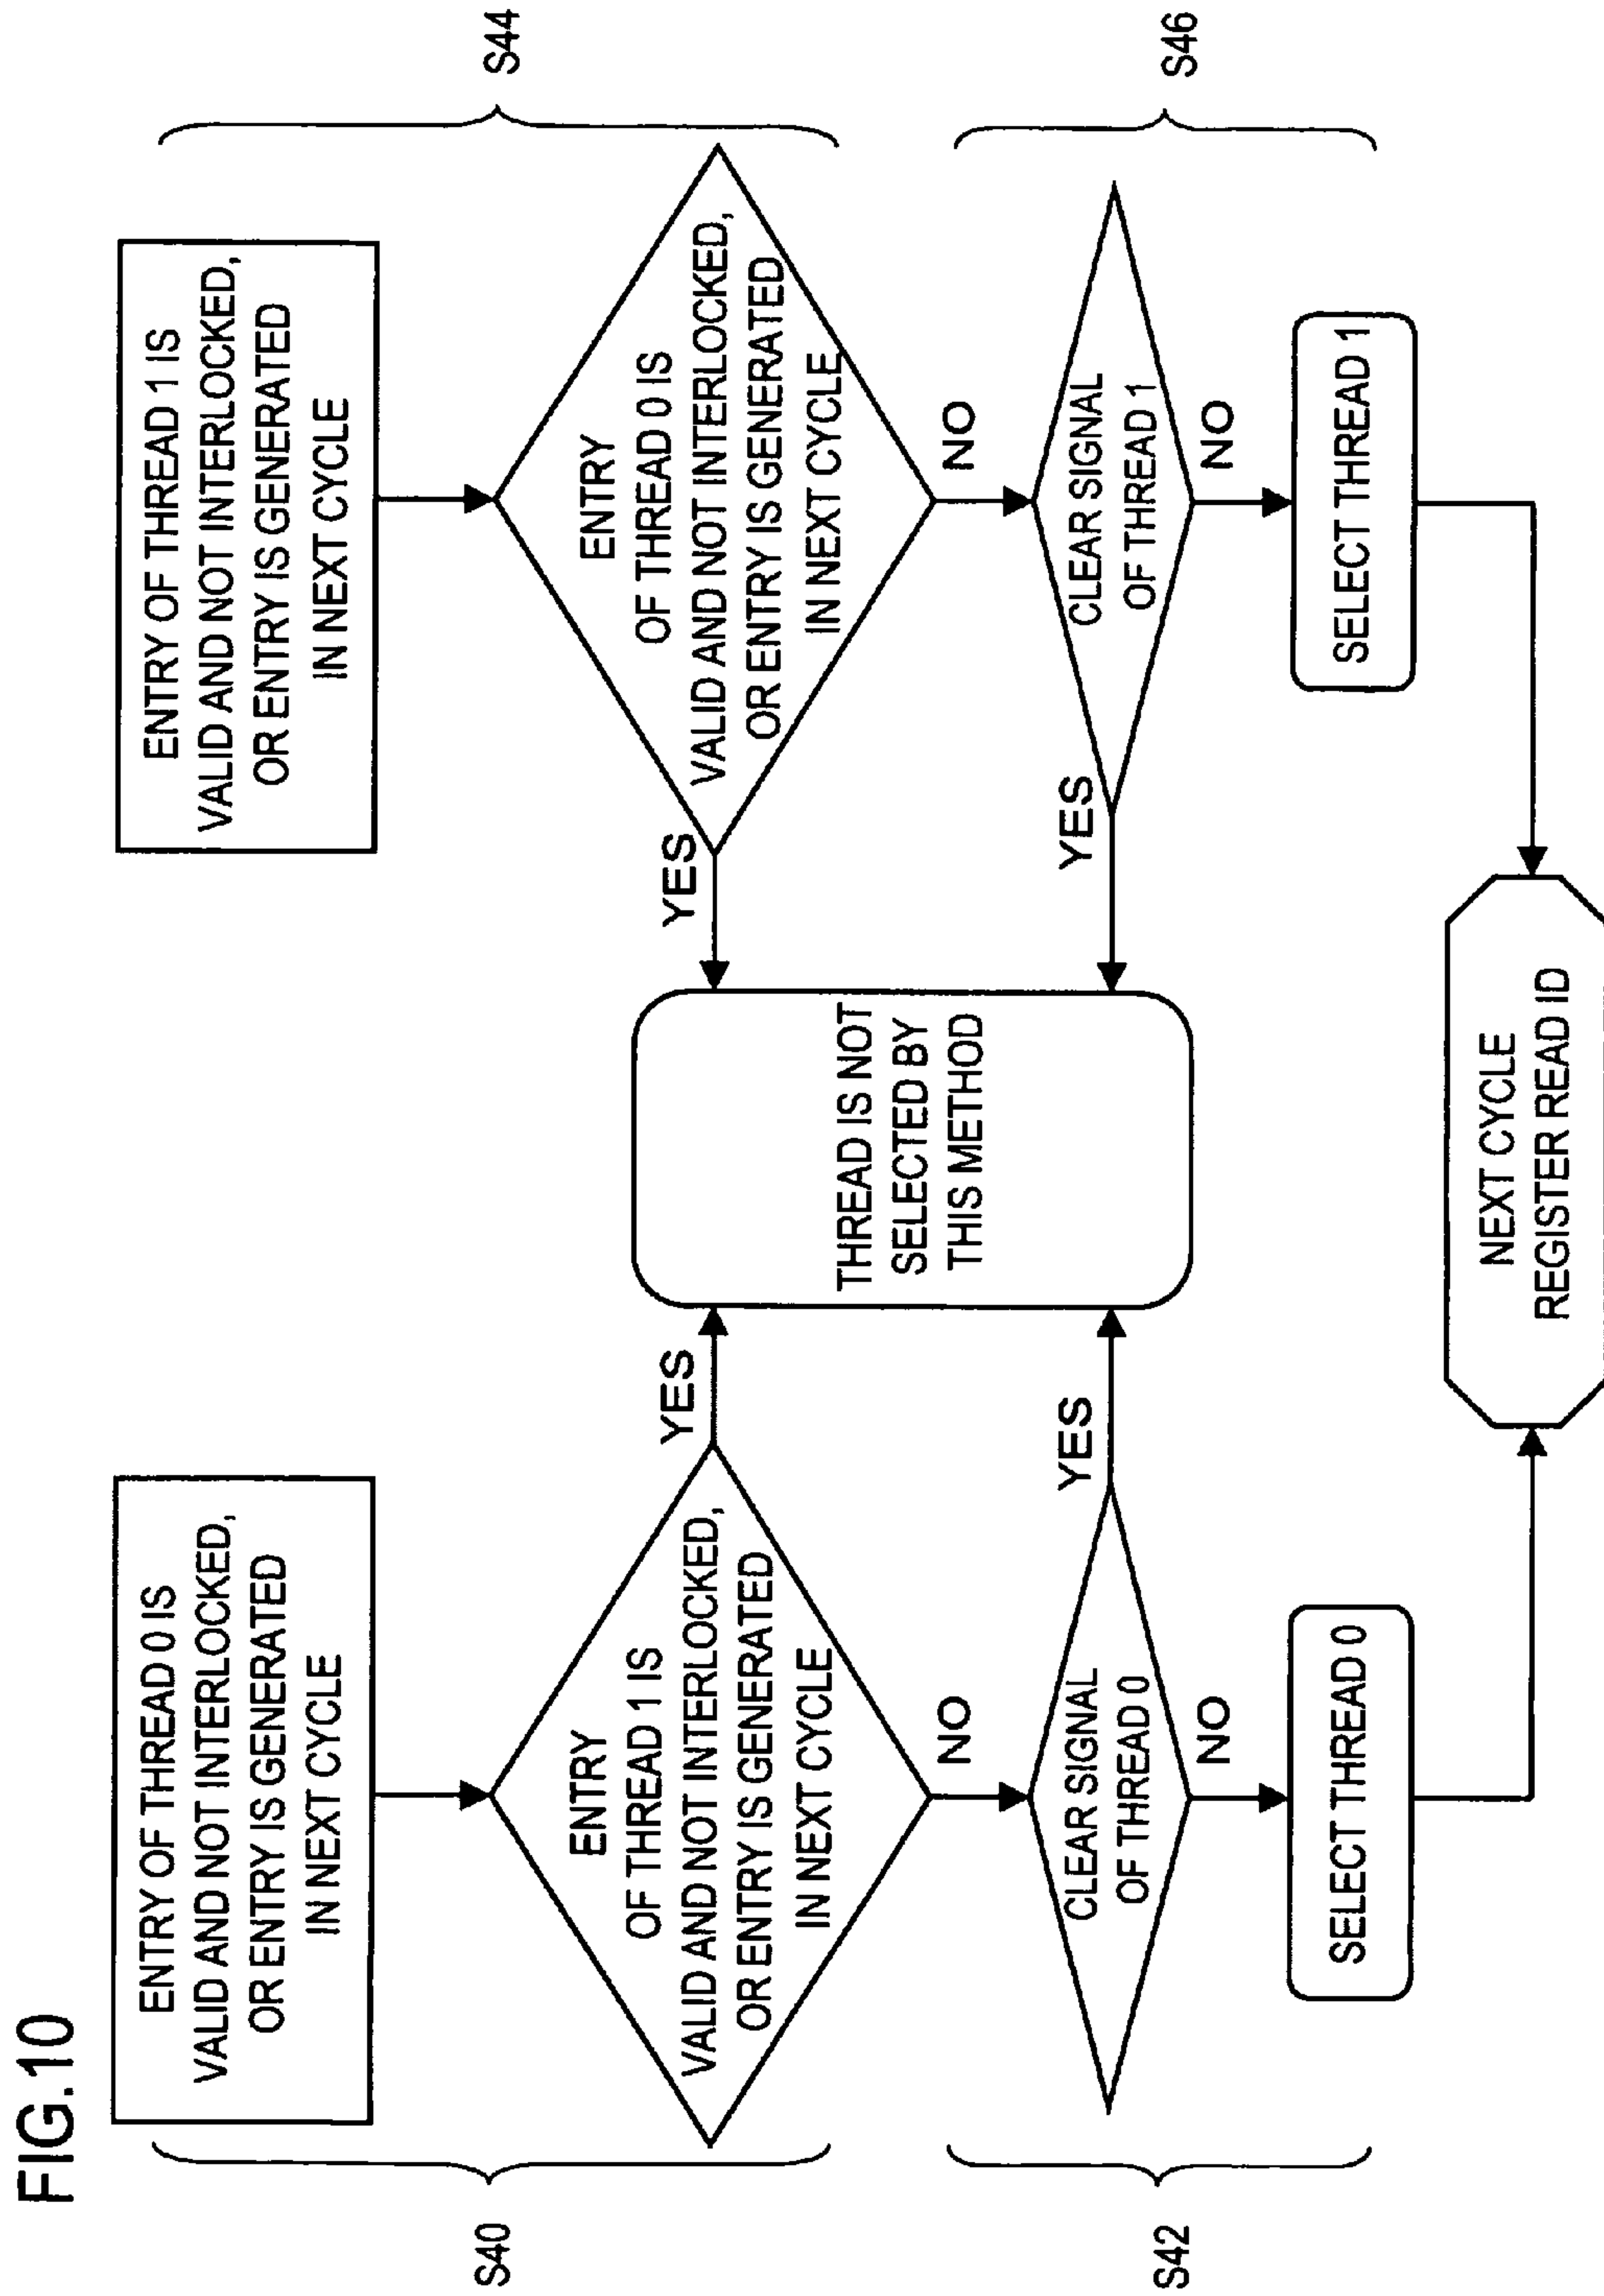 FIG.10
ENTRY OF THREAD 0 IS
VALID AND NOT INTERLOCKED,
OR ENTRY IS GENERATED
IN NEXT CYCLE
S40
ENTRY
OF THREAD 1 IS
VALID AND NOT INTERLOCKED,
OR ENTRY IS GENERATED
IN NEXT CYCLE
YES
NO
S42
CLEAR SIGNAL
OF THREAD 0
YES
NO
SELECT THREAD 0
THREAD IS NOT
SELECTED BY
THIS METHOD
ENTRY OF THREAD 1 IS
VALID AND NOT INTERLOCKED,
OR ENTRY IS GENERATED
IN NEXT CYCLE
S44
ENTRY
OF THREAD 0 IS
VALID AND NOT INTERLOCKED,
OR ENTRY IS GENERATED
IN NEXT CYCLE
YES
NO
S46
CLEAR SIGNAL
OF THREAD 1
YES
NO
SELECT THREAD 1
NEXT CYCLE
REGISTER READ ID